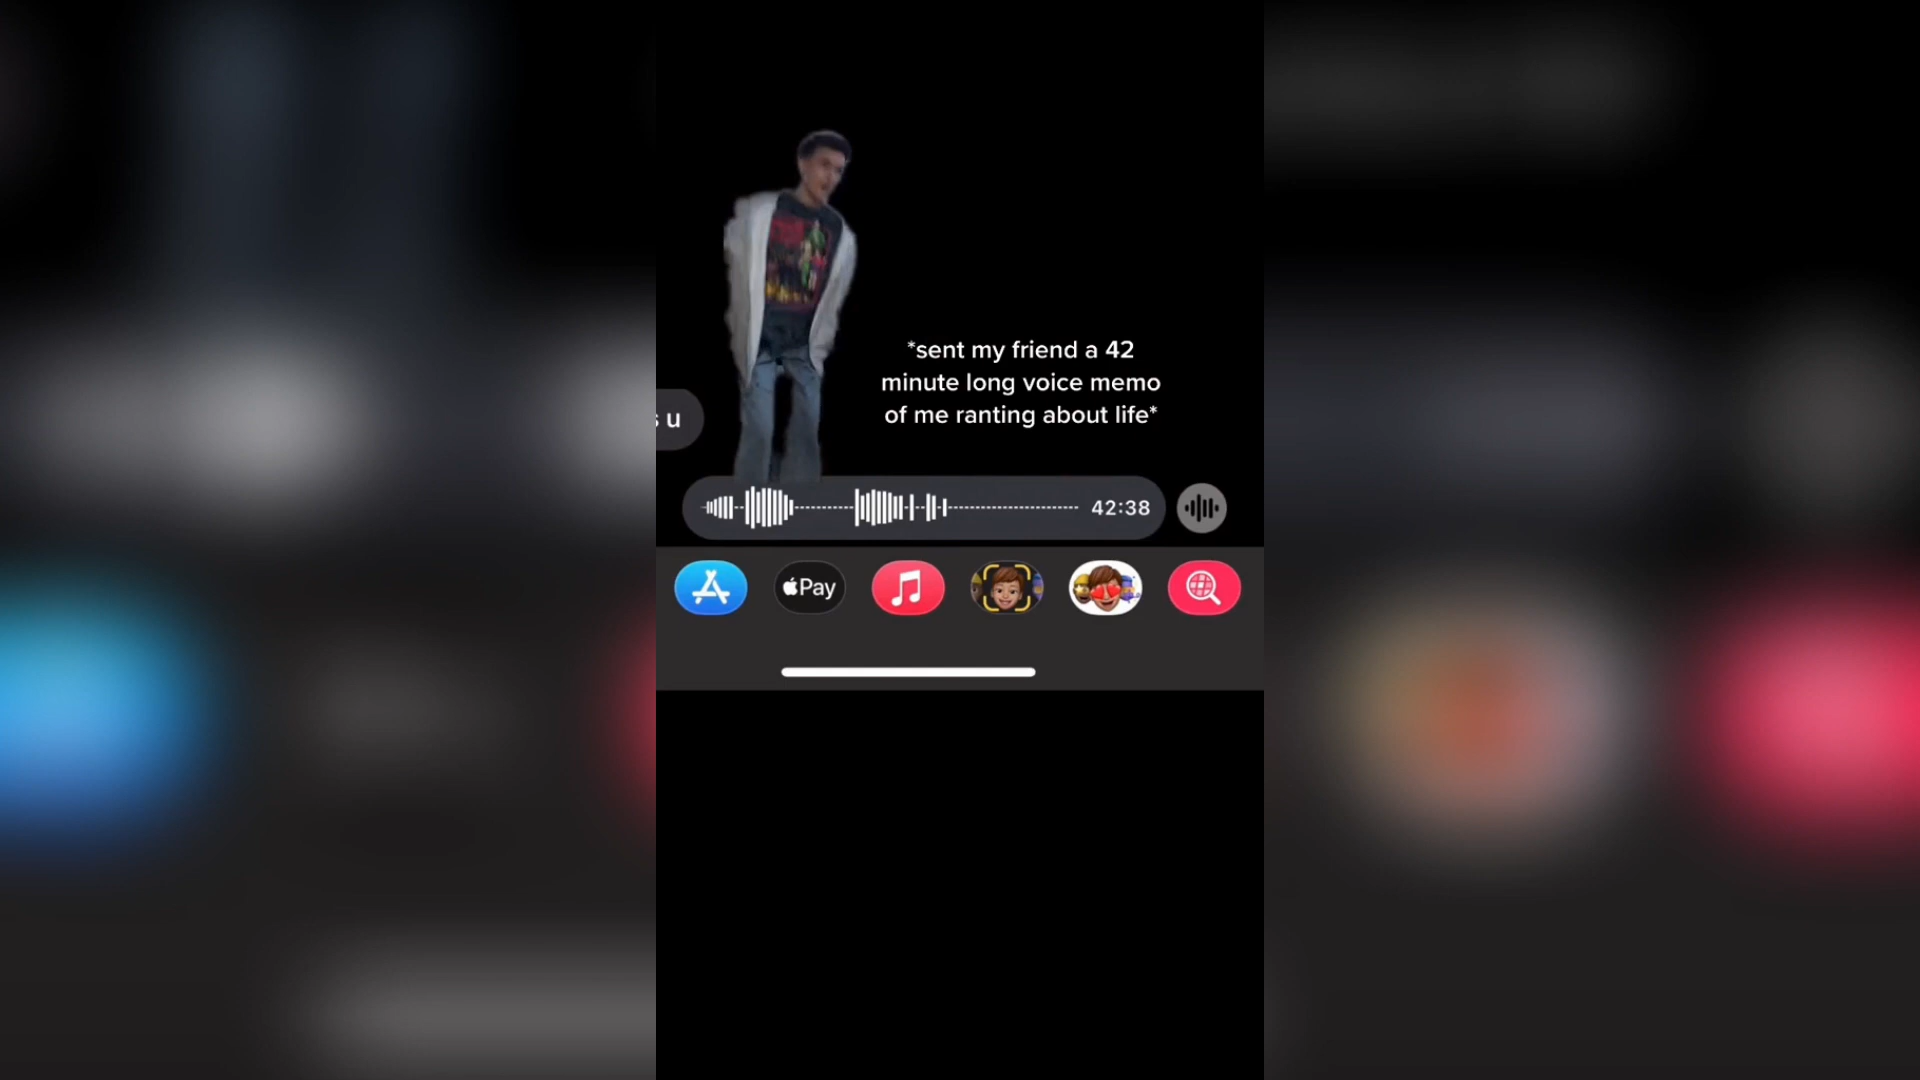 *sent my friend a 42
minute long voice memo
of me ranting about life*
s u
42:38
Pay